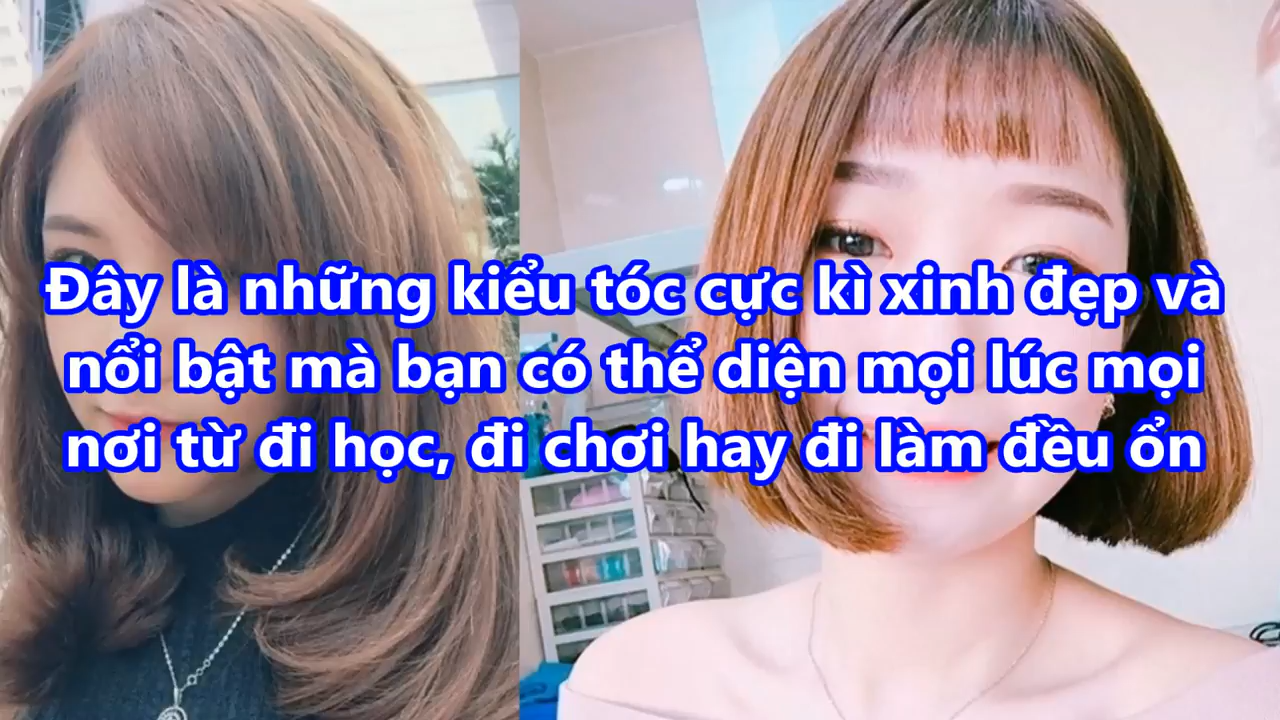 Đây là những kiểu tóc cực kì xinh đẹp và
nổi bật mà bạn có thể diện mọi lúc mọi
nơi từ đi học, đi chơi hay đi làm đều ổn